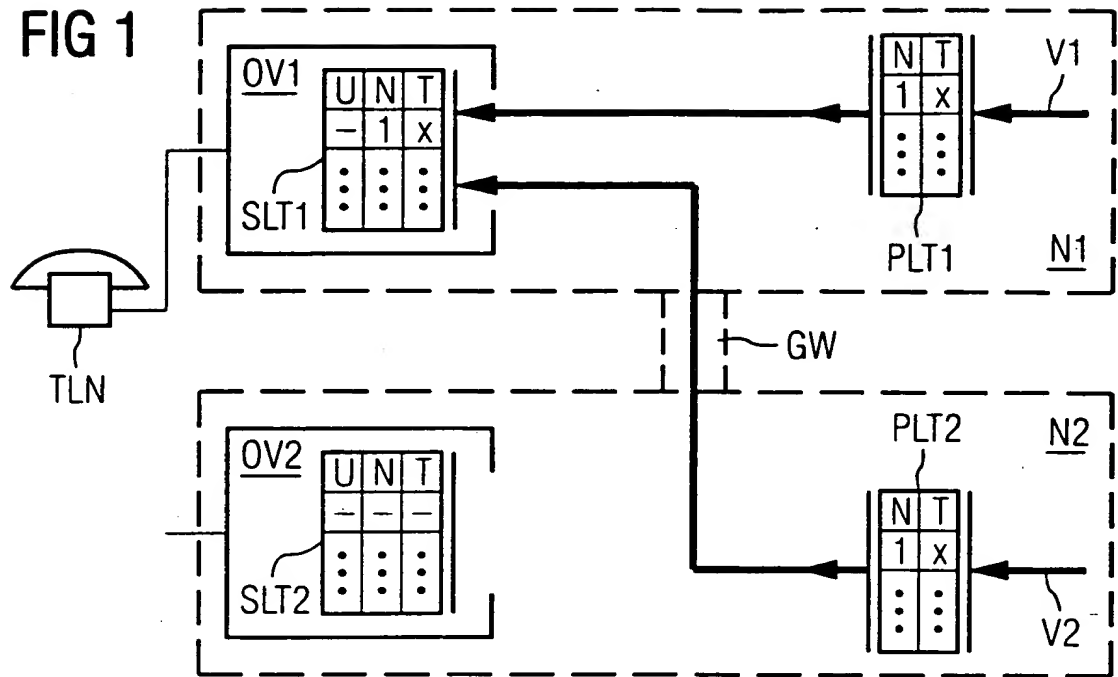 FIG 1
OV1
U N T
– 1 x
SLT1
N T
1 x
PLT1
V1
N1
TLN
GW
OV2
U N T
– – –
SLT2
PLT2
N T
1 x
N2
V2